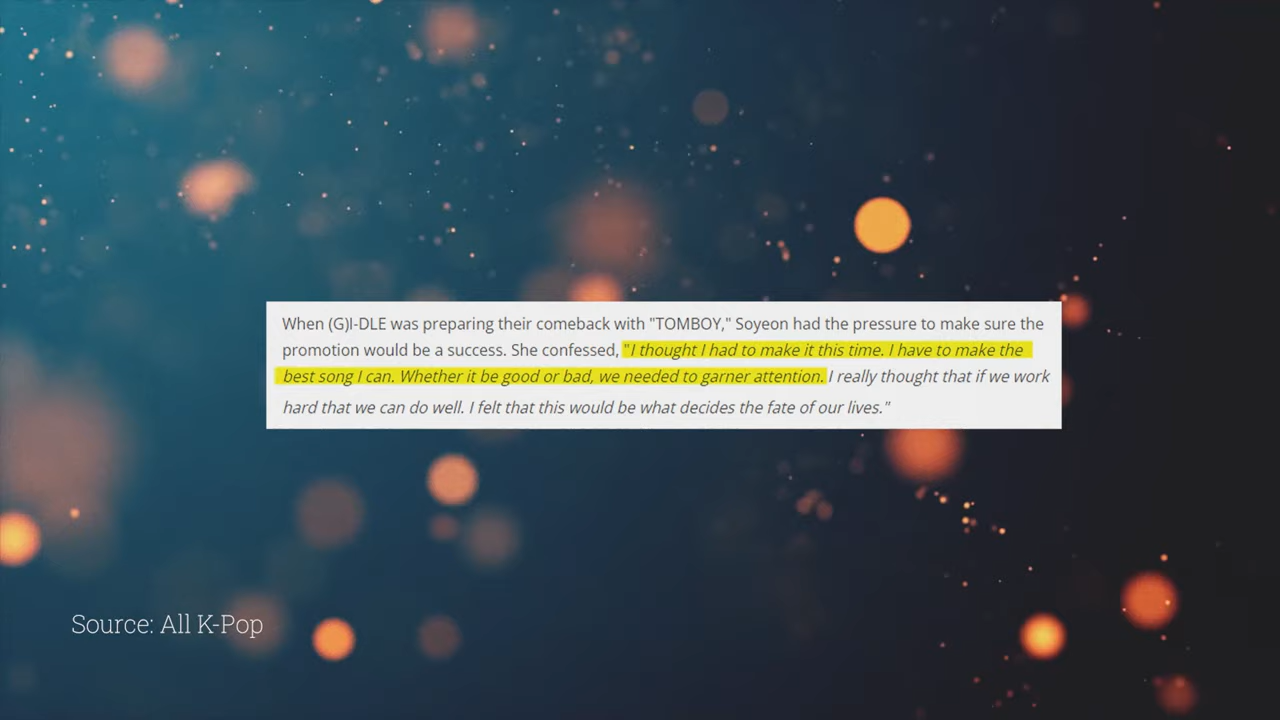 When (G)I-DLE was preparing their comeback with "TOMBOY," Soyeon had the pressure to make sure the
promotion would be a success. She confessed, "I thought I had to make it this time. I have to make the
best song I can. Whether it be good or bad, we needed to garner attention. I really thought that if we work
hard that we can do well. I felt that this would be what decides the fate of our lives."
Source: All K-Pop